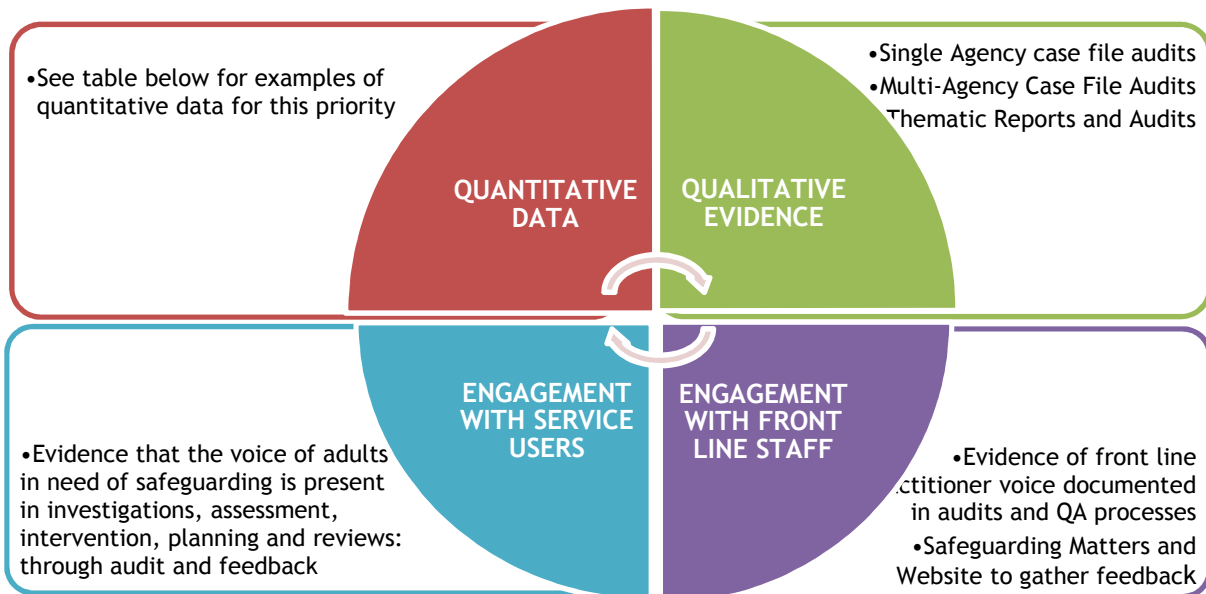 •See table below for examples of
quantitative data for this priority
•Single Agency case file audits
•Multi-Agency Case File Audits
Thematic Reports and Audits
QUANTITATIVE
DATA
QUALITATIVE
EVIDENCE
ENGAGEMENT
WITH SERVICE
USERS
ENGAGEMENT
WITH FRONT
LINE STAFF
•Evidence that the voice of adults
in need of safeguarding is present
in investigations, assessment,
intervention, planning and reviews:
through audit and feedback
•Evidence of front line
ctitioner voice documented
in audits and QA processes
•Safeguarding Matters and
Website to gather feedback